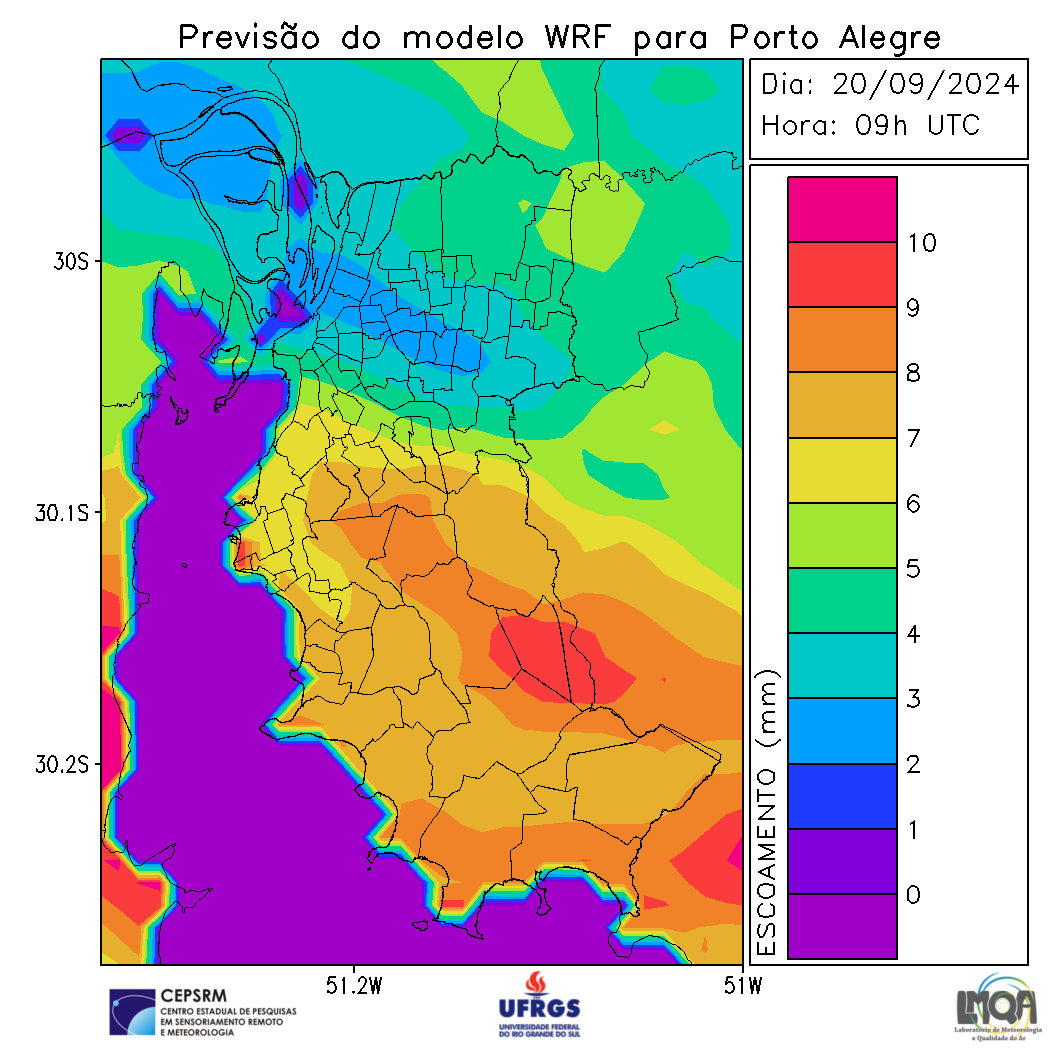 Previsão do modelo WRF para Porto Alegre
Dia: 20/09/2024
Hora: 09h UTC
30S
30.1S
30.2S
51.2W
51W
ESCOAMENTO (mm)
10
9
8
7
6
5
4
3
2
1
0
CEPSRM
CENTRO ESTADUAL DE PESQUISAS
EM SENSORIAMENTO REMOTO
E METEOROLOGIA
UFRGS
UNIVERSIDADE FEDERAL
DO RIO GRANDE DO SUL
LMQA
Laboratório de Meteorologia
e Qualidade do Ar